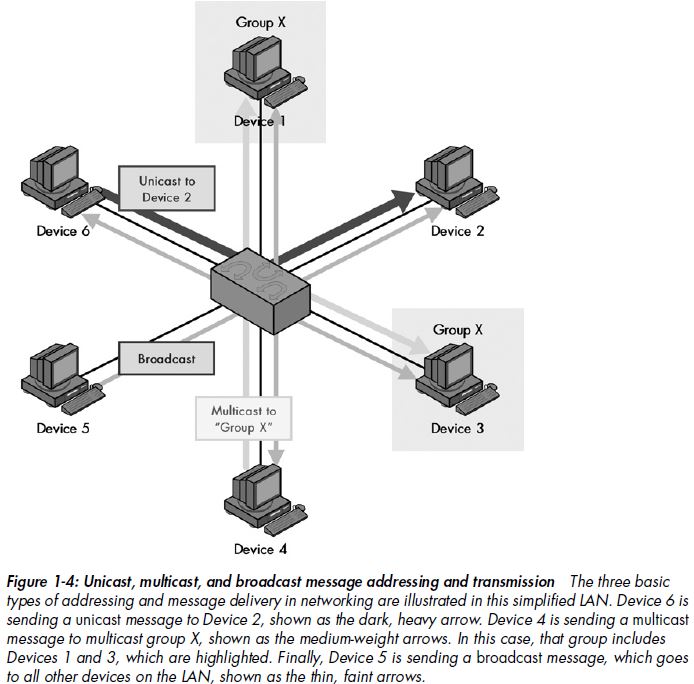 Group X
Device 1
Unicast to
Device 2
Device 6
Device 2
Group X
Broadcast
Device 5
Multicast to
"Group X"
Device 3
Device 4
Figure 1-4: Unicast, multicast, and broadcast message addressing and transmission The three basic
types of addressing and message delivery in networking are illustrated in this simplified LAN. Device 6 is
sending a unicast message to Device 2, shown as the dark, heavy arrow. Device 4 is sending a multicast
message to multicast group X, shown as the medium-weight arrows. In this case, that group includes
Devices 1 and 3, which are highlighted. Finally, Device 5 is sending a broadcast message, which goes
to all other devices on the LAN, shown as the thin, faint arrows.